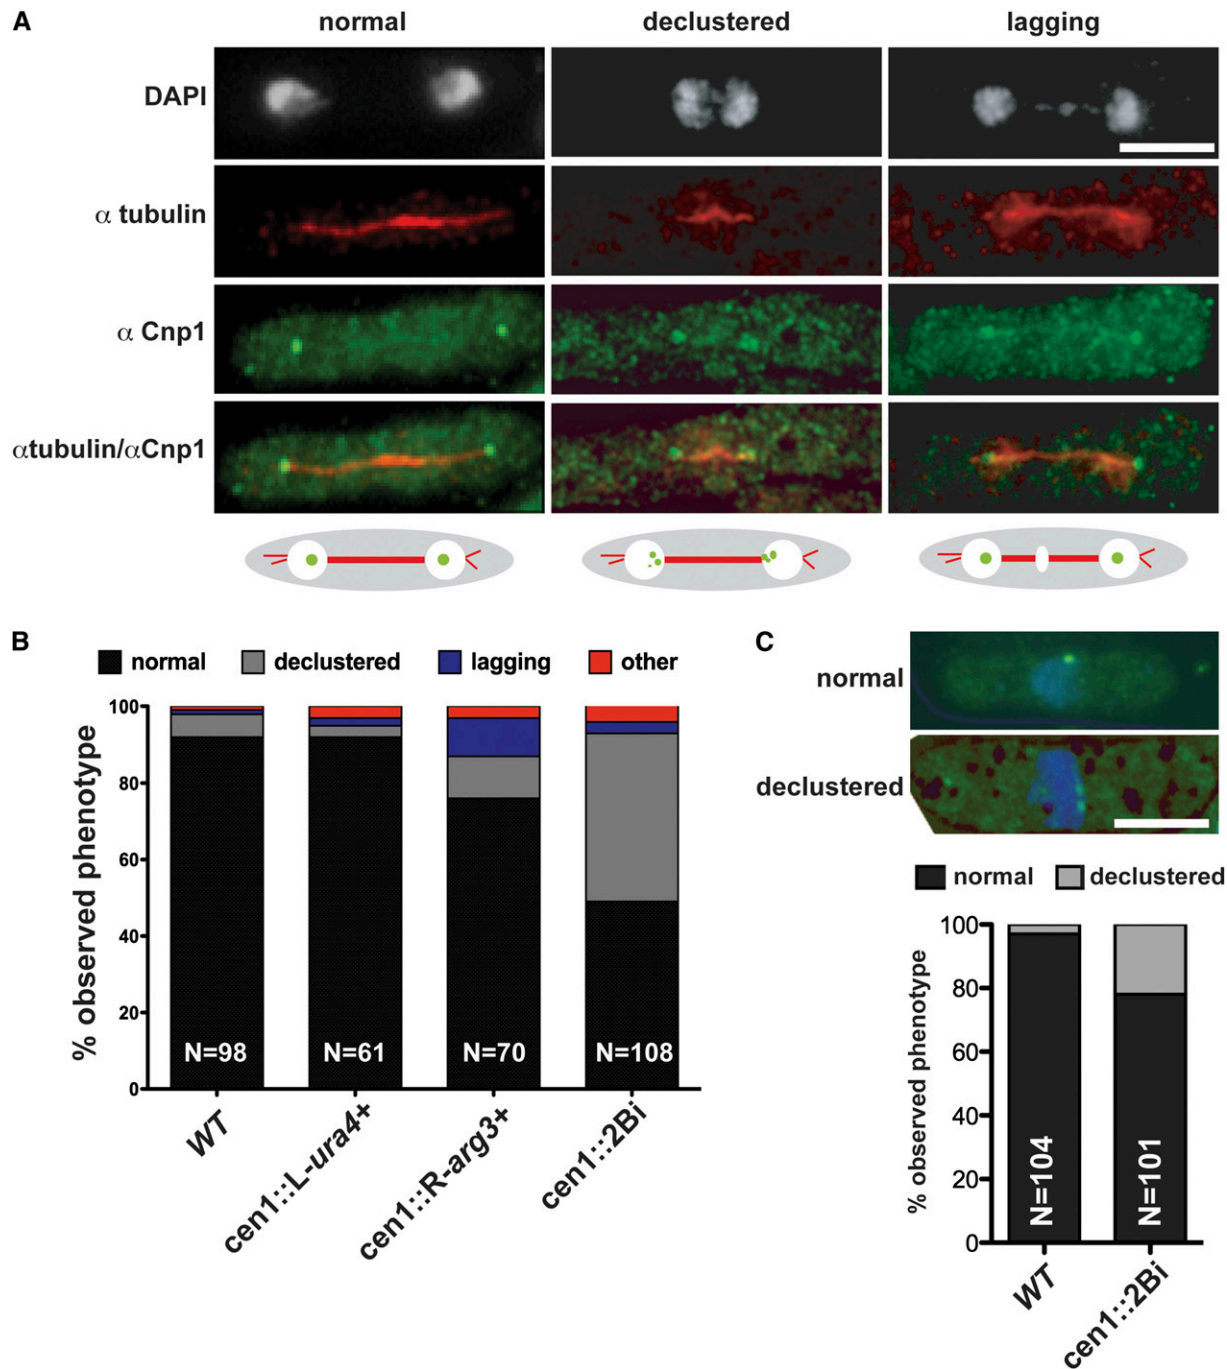 A
normal declustered lagging
DAPI
α tubulin
α Cnp1
αtubulin/αCnp1
B
normal declustered lagging other
% observed phenotype
100
80
60
40
20
0
N=98 N=61 N=70 N=108
WT cen1::L-ura4+ cen1::R-arg3+ cen1::2Bi
C
normal
declustered
normal declustered
% observed phenotype
100
80
60
40
20
0
N=104 N=101
WT cen1::2Bi